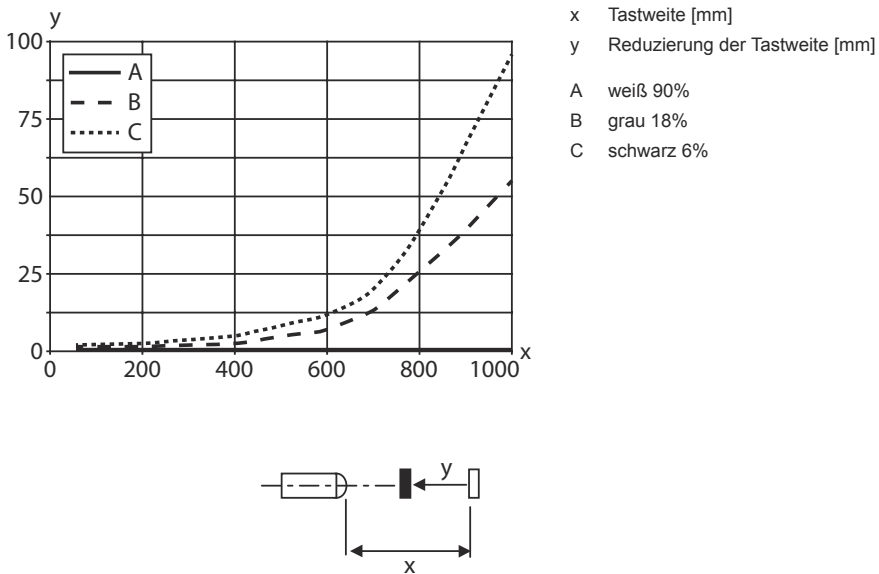 y
100
75
50
25
0
0 200 400 600 800 1000
x
A
B
C
x Tastweite [mm]
y Reduzierung der Tastweite [mm]
A weiß 90%
B grau 18%
C schwarz 6%
y
x